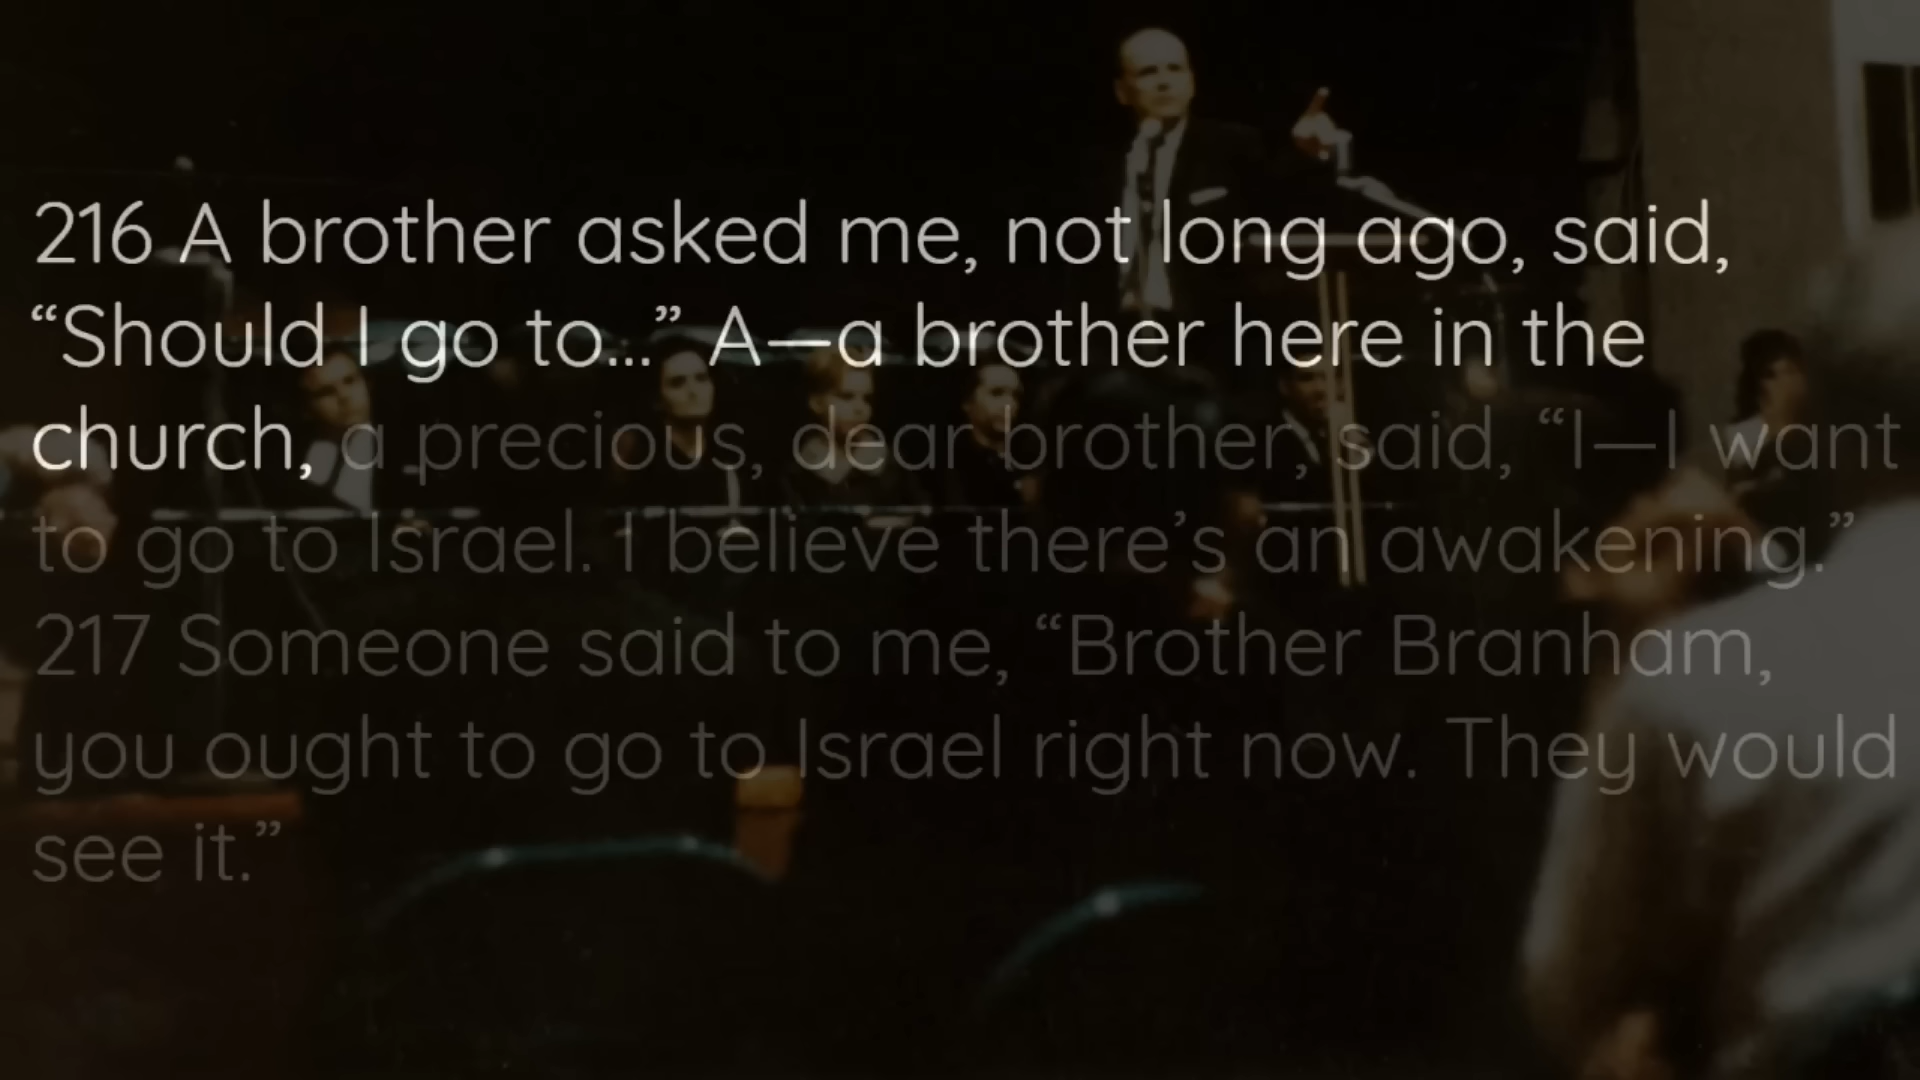 216 A brother asked me, not long ago, said,
“Should I go to...” A—a brother here in the
church, a precious, dear brother, said, “I—I want
to go to Israel. I believe there’s an awakening.”
217 Someone said to me, “Brother Branham,
you ought to go to Israel right now. They would
see it.”